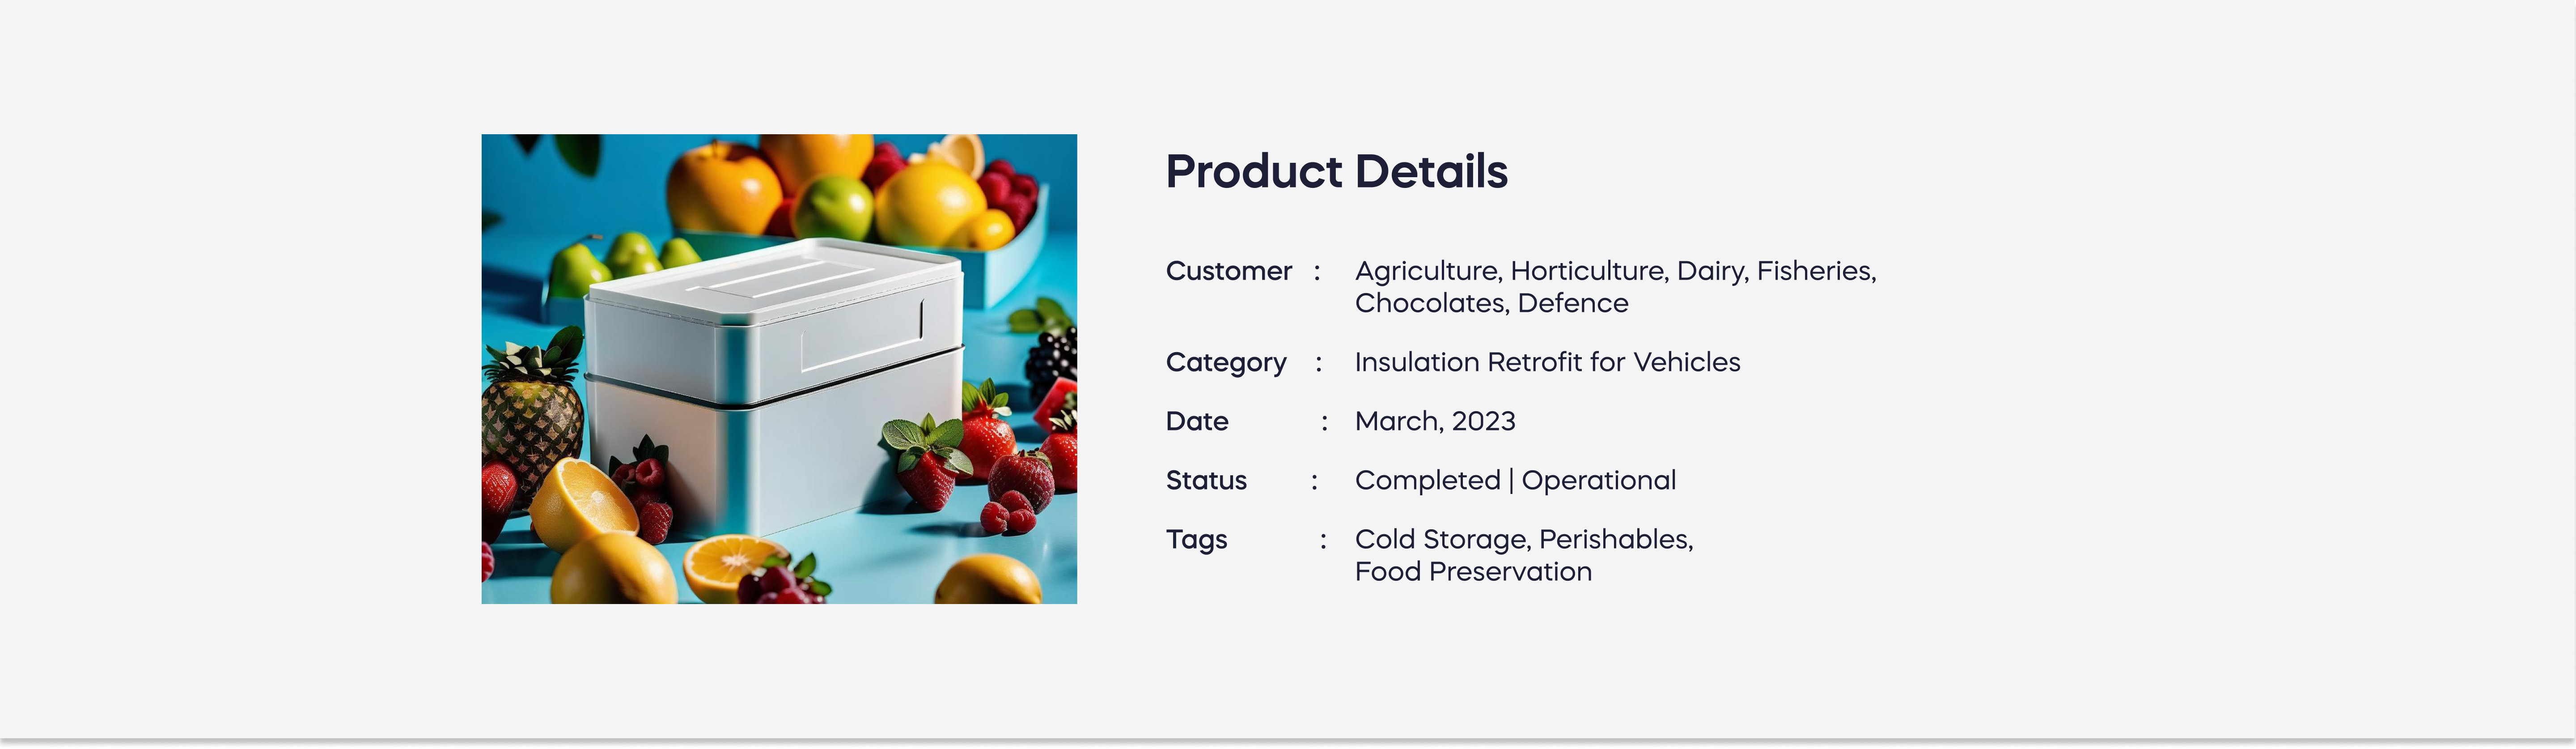 Product Details
Customer : Agriculture, Horticulture, Dairy, Fisheries,
Chocolates, Defence
Category : Insulation Retrofit for Vehicles
Date : March, 2023
Status : Completed | Operational
Tags : Cold Storage, Perishables,
Food Preservation